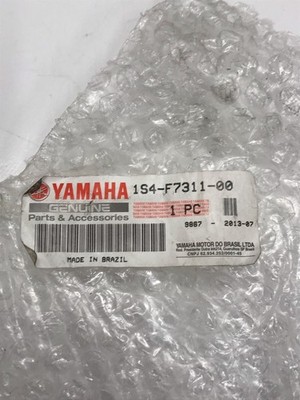 YAMAHA 1S4-F7311-00
GENUINE
Parts & Accessories
1 PC
9867 - 2013-07
MADE IN BRAZIL
YAMAHA MOTOR DO BRASIL LTDA